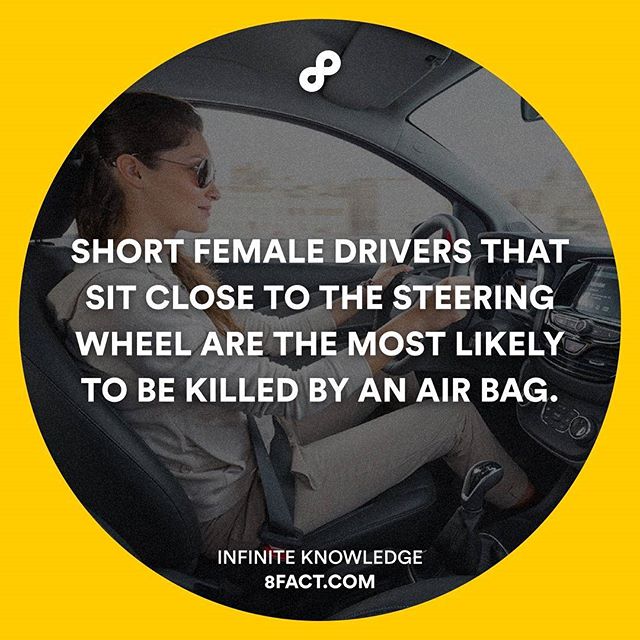 SHORT FEMALE DRIVERS THAT
SIT CLOSE TO THE STEERING
WHEEL ARE THE MOST LIKELY
TO BE KILLED BY AN AIR BAG.
INFINITE KNOWLEDGE
8FACT.COM